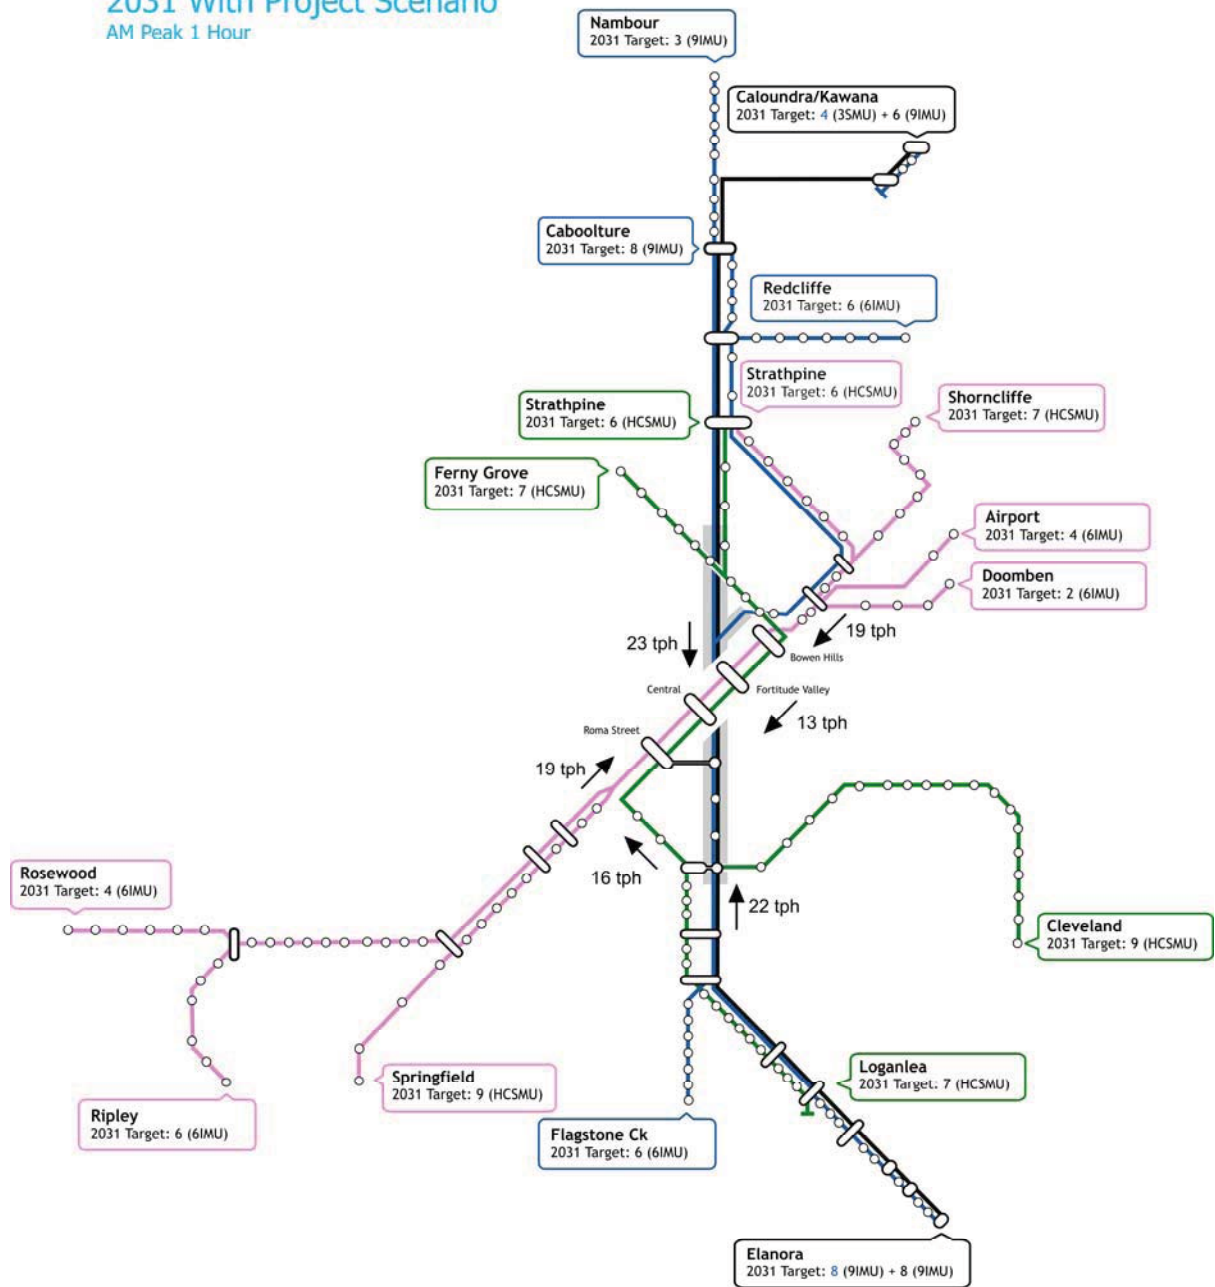 2031 With Project Scenario
AM Peak 1 Hour
Nambour
2031 Target: 3 (9IMU)
Caloundra/Kawana
2031 Target: 4 (3SMU) + 6 (9IMU)
Caboolture
2031 Target: 8 (9IMU)
Redcliffe
2031 Target: 6 (6IMU)
Strathpine
2031 Target: 6 (HCSMU)
Strathpine
2031 Target: 6 (HCSMU)
Shorncliffe
2031 Target: 7 (HCSMU)
Ferny Grove
2031 Target: 7 (HCSMU)
Airport
2031 Target: 4 (6IMU)
Doomben
2031 Target: 2 (6IMU)
23 tph
19 tph
Bowen Hills
Central
Fortitude Valley
13 tph
Roma Street
19 tph
16 tph
22 tph
Rosewood
2031 Target: 4 (6IMU)
Cleveland
2031 Target: 9 (HCSMU)
Springfield
2031 Target: 9 (HCSMU)
Loganlea
2031 Target: 7 (HCSMU)
Ripley
2031 Target: 6 (6IMU)
Flagstone Ck
2031 Target: 6 (6IMU)
Elanora
2031 Target: 8 (9IMU) + 8 (9IMU)